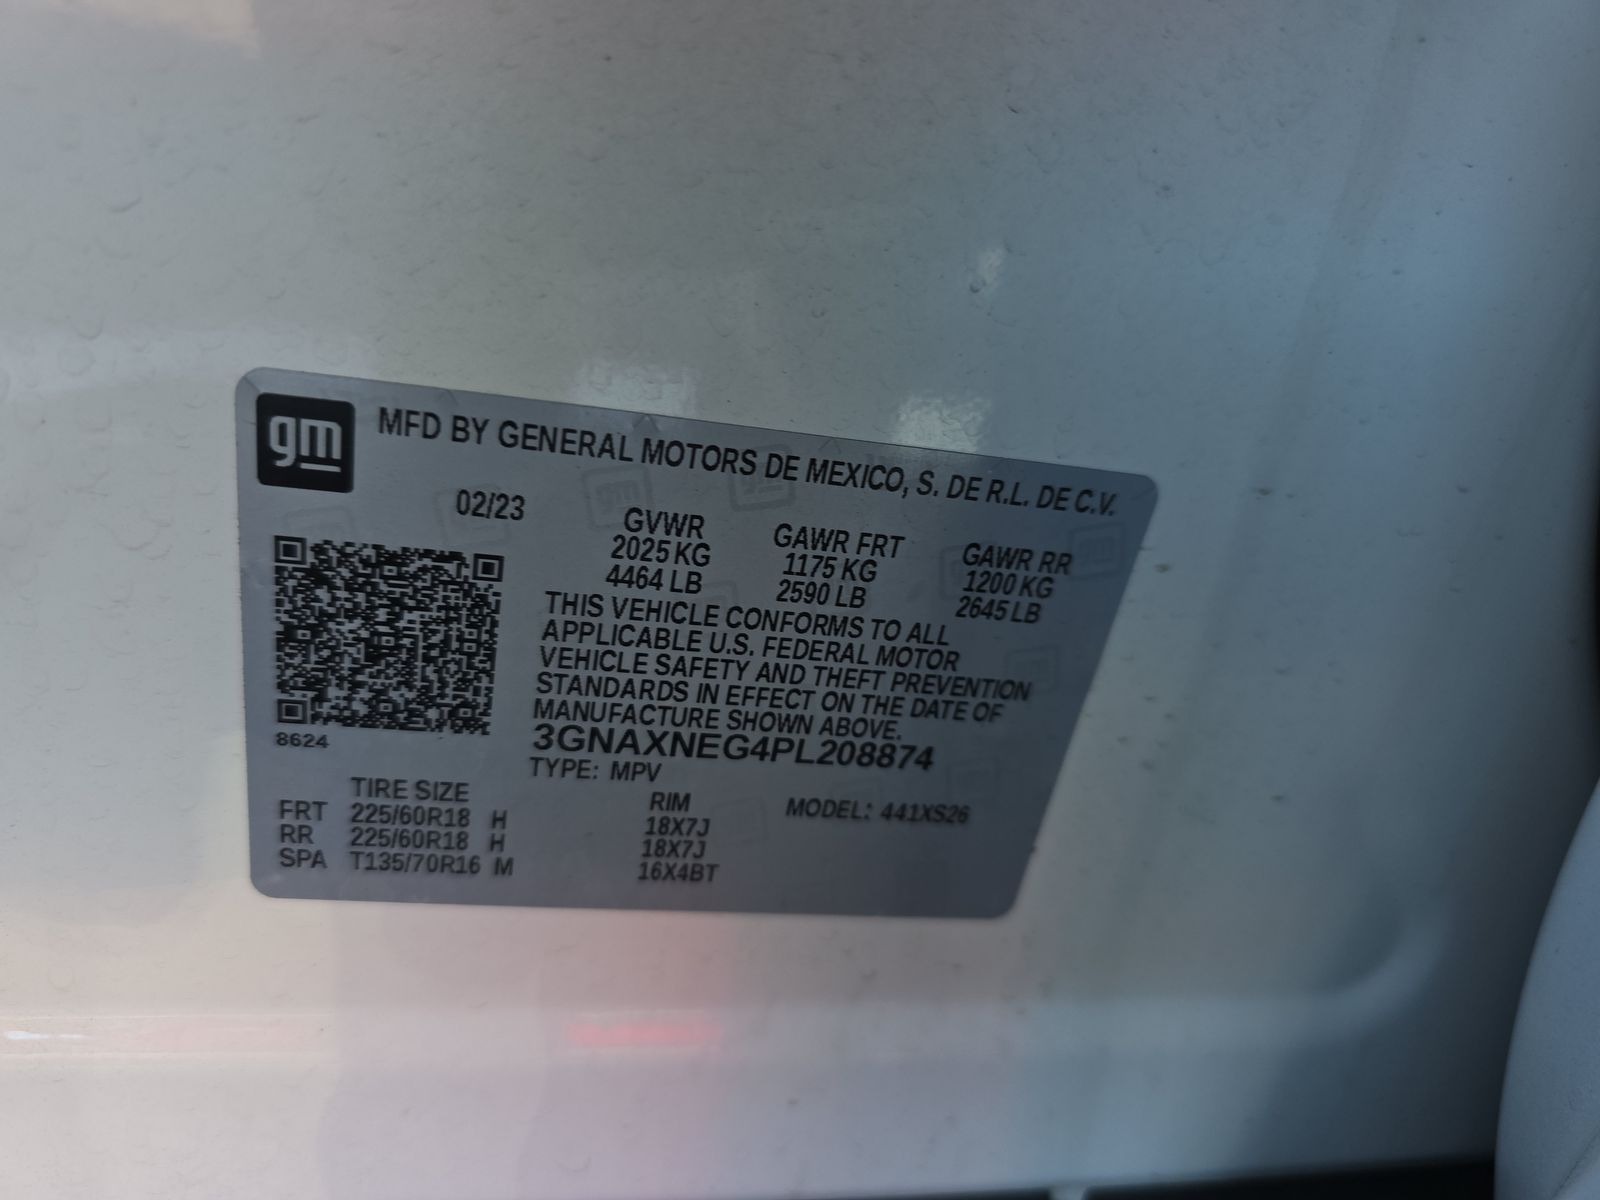 gm
MFD BY GENERAL MOTORS DE MEXICO, S. DE R.L. DE C.V.
02/23
GVWR GAWR FRT GAWR RR
2025 KG 1175 KG 1200 KG
4464 LB 2590 LB 2645 LB
THIS VEHICLE CONFORMS TO ALL
APPLICABLE U.S. FEDERAL MOTOR
VEHICLE SAFETY AND THEFT PREVENTION
STANDARDS IN EFFECT ON THE DATE OF
MANUFACTURE SHOWN ABOVE.
3GNAXNEG4PL208874
8624
TYPE: MPV MODEL: 441XS26
TIRE SIZE RIM
FRT 225/60R18 H 18X7J
RR 225/60R18 H 18X7J
SPA T135/70R16 M 16X4BT